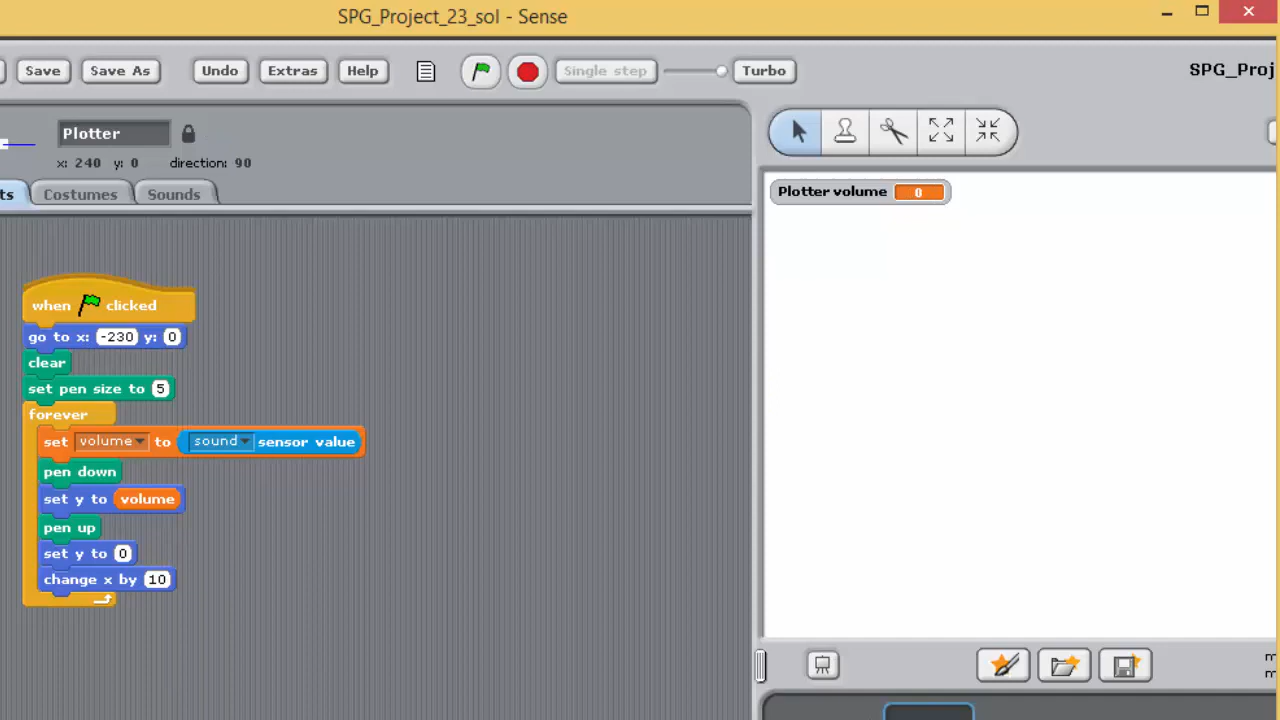 SPG_Project_23_sol - Sense
Save Save As Undo Extras Help Single step Turbo SPG_Proj
Plotter
x: 240 y: 0 direction: 90
ts Costumes Sounds
Plotter volume 0
when clicked
go to x: -230 y: 0
clear
set pen size to 5
forever
set volume to sound sensor value
pen down
set y to volume
pen up
set y to 0
change x by 10